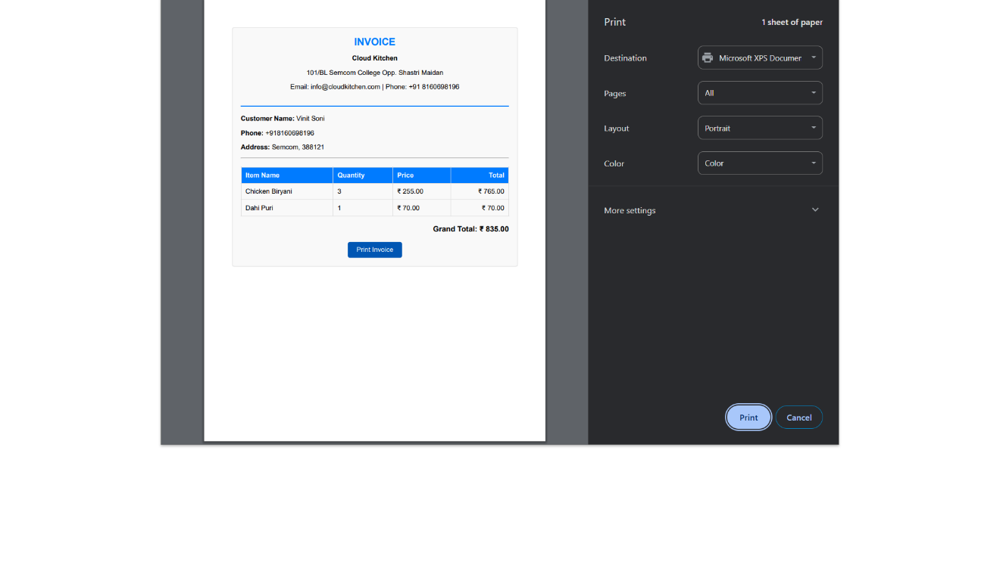 INVOICE
Cloud Kitchen
101/BL Semcom College Opp. Shastri Maidan
Email: info@cloudkitchen.com | Phone: +91 8160698196
Customer Name: Vinit Soni
Phone: +918160698196
Address: Semcom, 388121
Item Name Quantity Price Total
Chicken Biryani 3 ₹ 255.00 ₹ 765.00
Dahi Puri 1 ₹ 70.00 ₹ 70.00
Grand Total: ₹ 835.00
Print Invoice
Print 1 sheet of paper
Destination Microsoft XPS Documer
Pages All
Layout Portrait
Color Color
More settings
Print Cancel